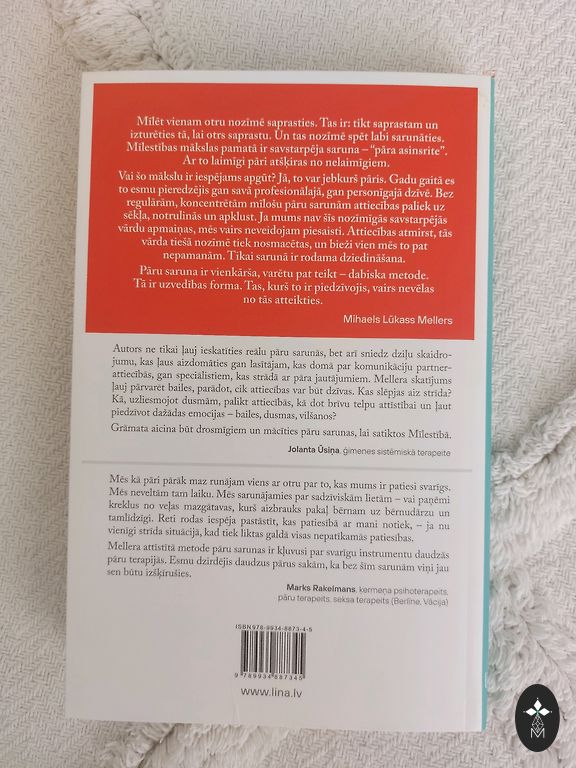 Mīlēt vienam otru nozīmē saprasties. Tas ir: tikt saprastam un
izturēties tā, lai otrs saprastu. Un tas nozīmē spēt labi sarunāties.
Mīlestības mākslas pamatā ir savstarpēja saruna – “pāra asinsrite”.
Ar to laimīgi pāri atšķiras no nelaimīgiem.
Vai šo mākslu ir iespējams apgūt? Jā, to var jebkurš pāris. Gadu gaitā es
to esmu pieredzējis gan savā profesionālajā, gan personīgajā dzīvē. Bez
regulārām, koncentrētām mīlošu pāru sarunām attiecības paliek uz
sēkļa, notrulinās un apklust. Ja mums nav šīs nozīmīgās savstarpējās
vārdu apmaiņas, mēs vairs neveidojam piesaisti. Attiecības atmirst, tās
vārda tiešā nozīmē tiek nosmacētas, un bieži vien mēs to pat
nepamanām. Tikai sarunā ir rodama dziedināšana.
Pāru saruna ir vienkārša, varētu pat teikt – dabiska metode.
Tā ir uzvedības forma. Tas, kurš to ir piedzīvojis, vairs nevēlas
no tās atteikties.
Mihaels Lūkass Mellers
Autors ne tikai ļauj ieskatīties reālu pāru sarunās, bet arī sniedz dziļu skaidro-
jumu, kas ļaus aizdomāties gan lasītājam, kas domā par komunikāciju partner-
attiecībās, gan speciālistiem, kas strādā ar pāra jautājumiem. Mellera skatījums
ļauj pārvarēt bailes, parādot, cik attiecības var būt dzīvas. Kas slēpjas aiz strīda?
Kā, uzliesmojot dusmām, palikt attiecībās, kā dot brīvu telpu attīstībai un ļaut
piedzīvot dažādas emocijas – bailes, dusmas, vilšanos?
Grāmata aicina būt drosmīgiem un mācīties pāru sarunas, lai satiktos Mīlestībā.
Jolanta Ūsiņa, ģimenes sistēmiskā terapeite
Mēs kā pāri pārāk maz runājam viens ar otru par to, kas mums ir patiesi svarīgs.
Mēs neveltām tam laiku. Mēs sarunājamies par sadzīviskām lietām – vai paņēmi
kreklus no veļas mazgātavas, kurš aizbrauks pakaļ bērnam uz bērnudārzu un
tamlīdzīgi. Reti rodas iespēja pastāstīt, kas patiesībā ar mani notiek, – ja nu
vienīgi strīda situācijā, kad tiek liktas galdā visas nepatīkamās patiesības.
Mellera attīstītā metode pāru sarunas ir kļuvusi par svarīgu instrumentu daudzās
pāru terapijās. Esmu dzirdējis daudzus pārus sakām, ka bez šīm sarunām viņi jau
sen būtu izšķīrušies.
Marks Rakelmans, ķermeņa psihoterapeits,
pāru terapeits, seksa terapeits (Berlīne, Vācija)
ISBN 978-9934-8873-4-5
9 789934 887345
www.lina.lv
M